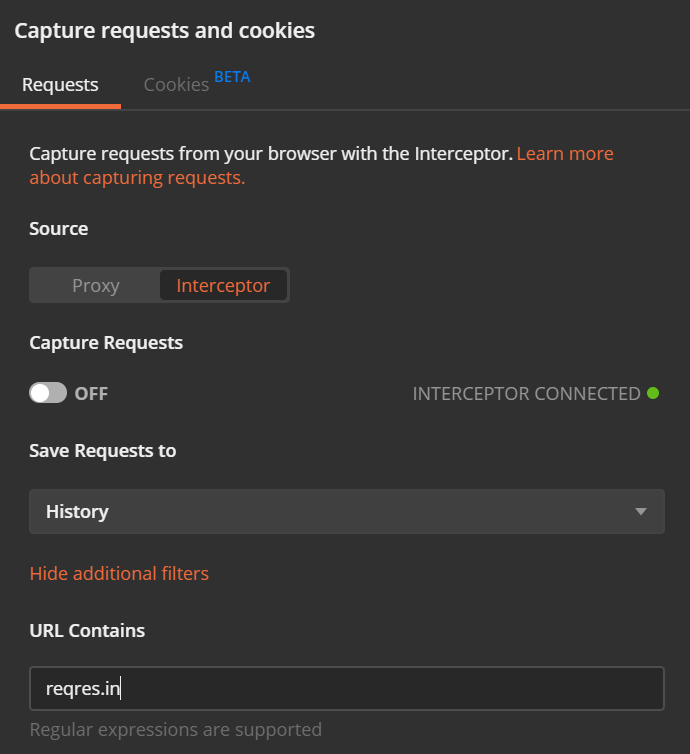 Capture requests and cookies
Requests Cookies BETA
Capture requests from your browser with the Interceptor. Learn more
about capturing requests.
Source
Proxy Interceptor
Capture Requests
OFF INTERCEPTOR CONNECTED
Save Requests to
History
Hide additional filters
URL Contains
reqres.in
Regular expressions are supported